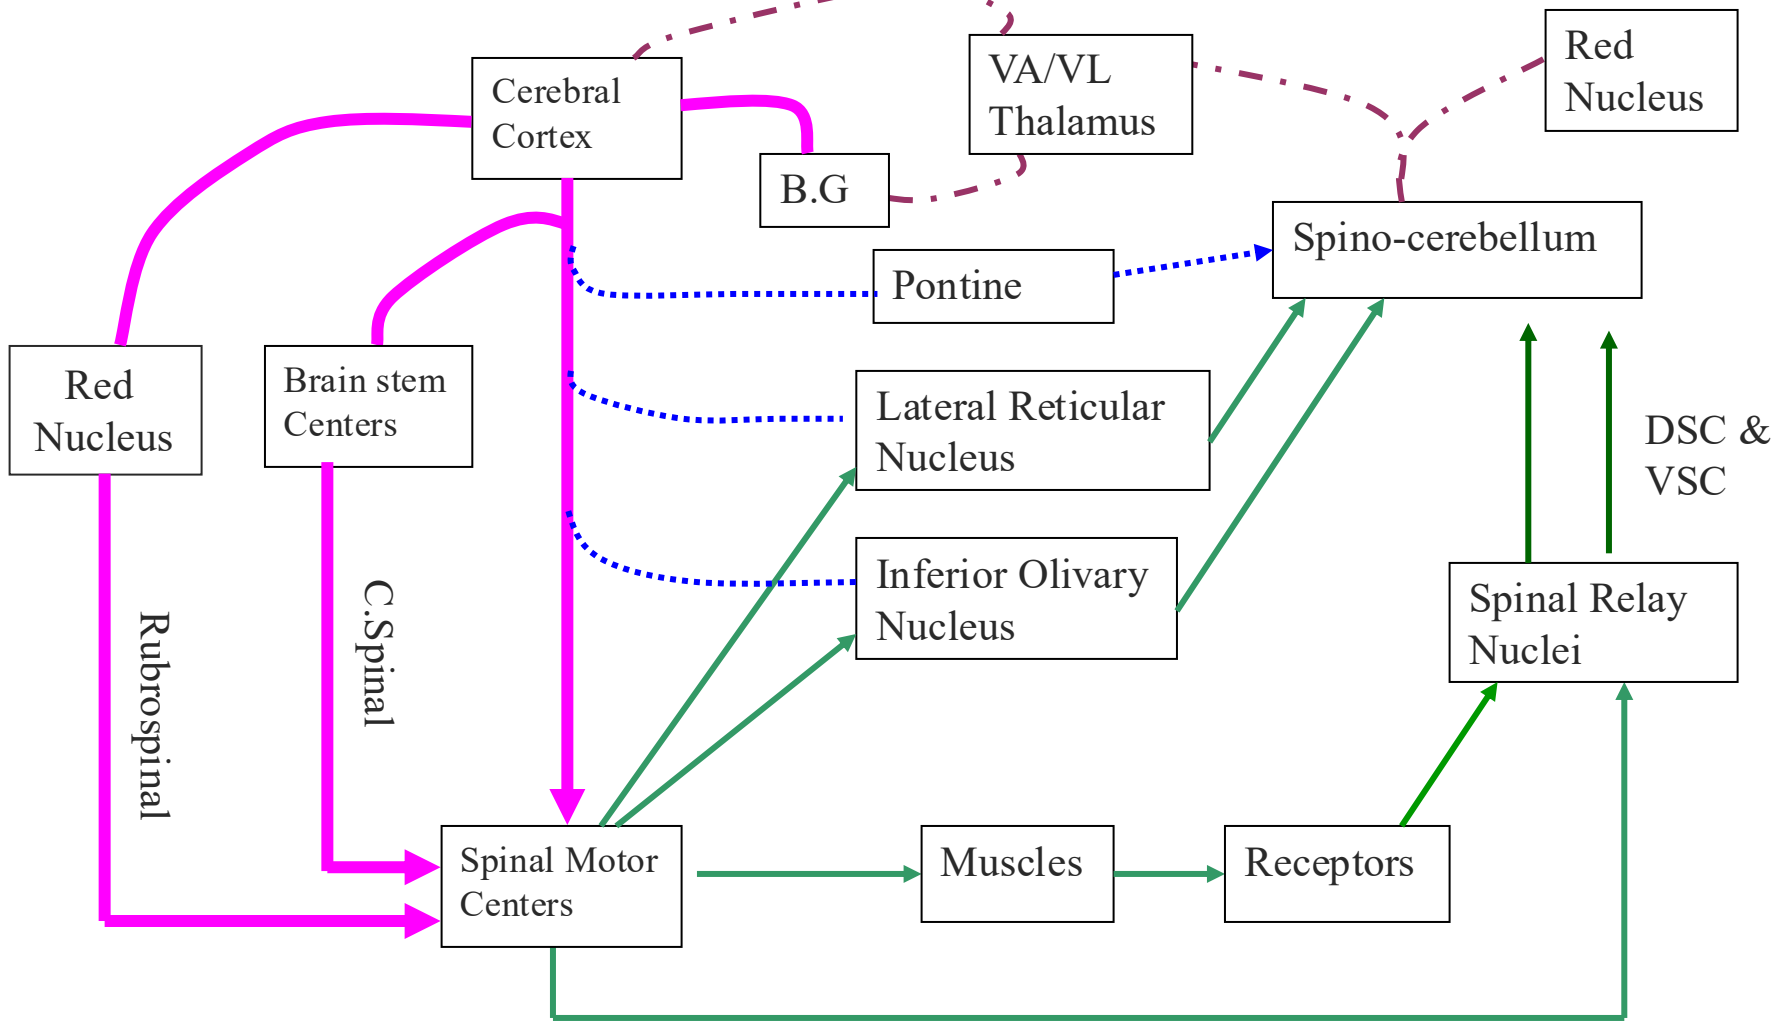 Red
Nucleus
VA/VL
Thalamus
Cerebral
Cortex
B.G
Spino-cerebellum
Pontine
Red
Nucleus
Brain stem
Centers
Lateral Reticular
Nucleus
DSC &
VSC
Inferior Olivary
Nucleus
Spinal Relay
Nuclei
C.Spinal
Rubrospinal
Spinal Motor
Centers
Muscles
Receptors